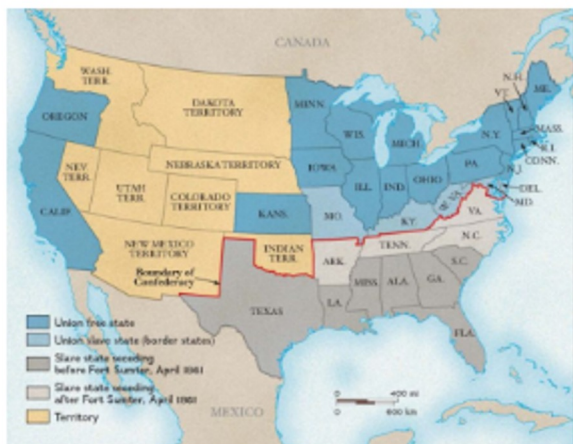 CANADA
WASH.
TERR.
DAKOTA
TERRITORY
MINN.
OREGON
N.H.
VT.
ME.
WIS.
MICH.
N.Y.
MASS.
R.I.
CONN.
NEV.
TERR.
NEBRASKA TERRITORY
IOWA
PA.
N.J.
UTAH
TERR.
COLORADO
TERRITORY
ILL.
IND.
OHIO
DEL.
MD.
W. VA.
VA.
CALIF.
KANS.
MO.
KY.
N.C.
NEW MEXICO
TERRITORY
INDIAN
TERR.
ARK.
TENN.
S.C.
Boundary of
Confederacy
MISS.
ALA.
GA.
TEXAS
LA.
FLA.
Union free state
Union slave state (border states)
Slave state seceding
before Fort Sumter, April 1861
Slave state seceding
after Fort Sumter, April 1861
Territory
MEXICO
0 400 mi
0 600 km